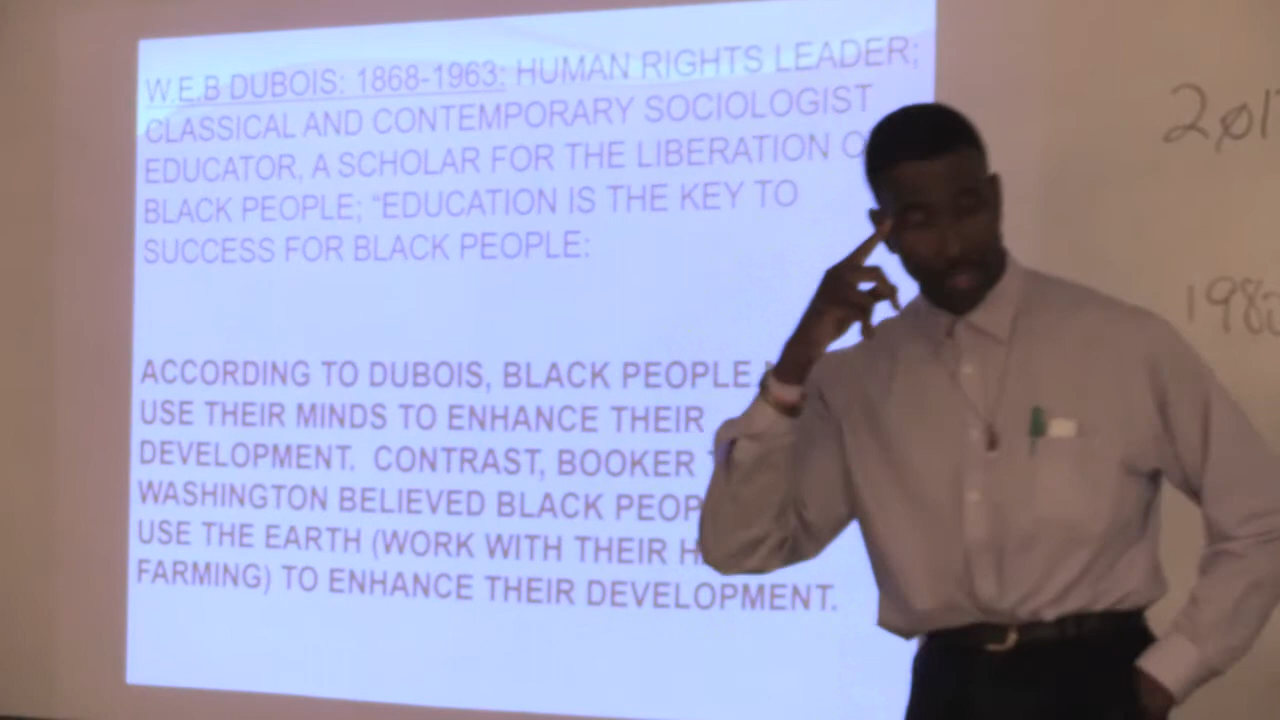 W.E.B DUBOIS: 1868-1963: HUMAN RIGHTS LEADER;
CLASSICAL AND CONTEMPORARY SOCIOLOGIST
EDUCATOR, A SCHOLAR FOR THE LIBERATION
BLACK PEOPLE; “EDUCATION IS THE KEY TO
SUCCESS FOR BLACK PEOPLE:
ACCORDING TO DUBOIS, BLACK PEOPLE
USE THEIR MINDS TO ENHANCE THEIR
DEVELOPMENT. CONTRAST, BOOKER
WASHINGTON BELIEVED BLACK
USE THE EARTH (WORK WITH THEIR
FARMING) TO ENHANCE THEIR DEVELOPMENT.